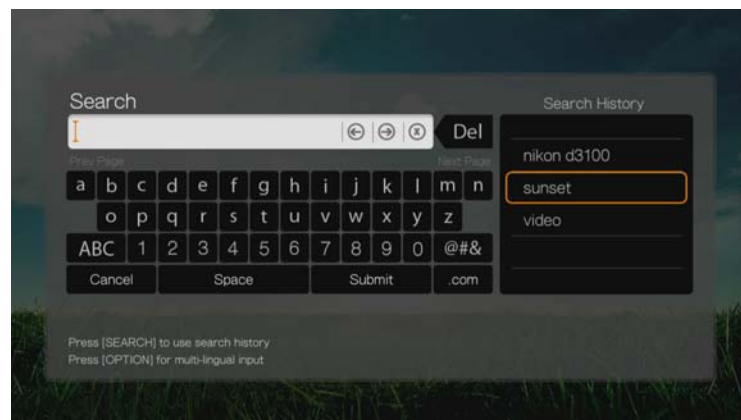 Search
Search History
Del
Prev Page
Next Page
a b c d e f g h i j k l m n
o p q r s t u v w x y z
ABC 1 2 3 4 5 6 7 8 9 0 @#&
Cancel Space Submit .com
nikon d3100
sunset
video
Press [SEARCH] to use search history
Press [OPTION] for multi-lingual input